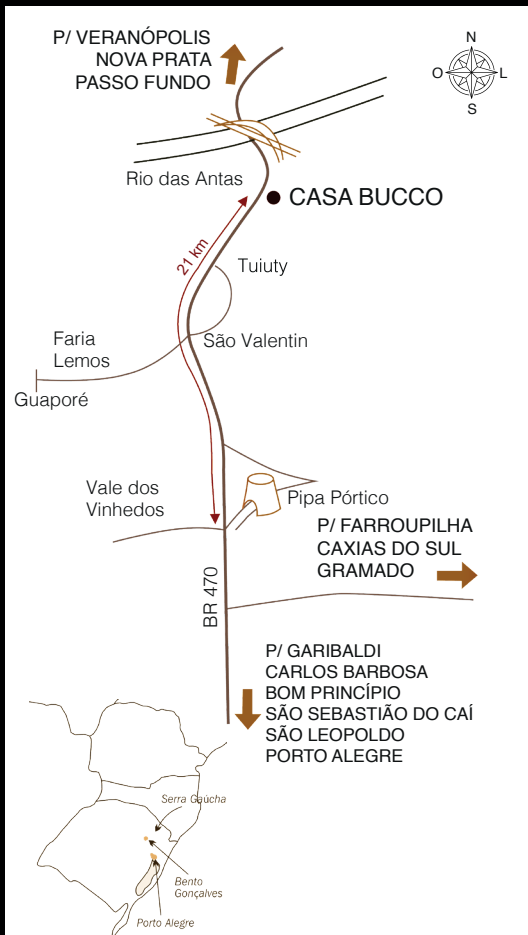 P/ VERANÓPOLIS
NOVA PRATA
PASSO FUNDO
N
O
L
S
Rio das Antas
CASA BUCCO
21 km
Tuiuty
Faria
Lemos
São Valentin
Guaporé
Vale dos
Vinhedos
Pipa Pórtico
P/ FARROUPILHA
CAXIAS DO SUL
GRAMADO
BR 470
P/ GARIBALDI
CARLOS BARBOSA
BOM PRINCÍPIO
SÃO SEBASTIÃO DO CAÍ
SÃO LEOPOLDO
PORTO ALEGRE
Serra Gaúcha
Bento
Gonçalves
Porto Alegre